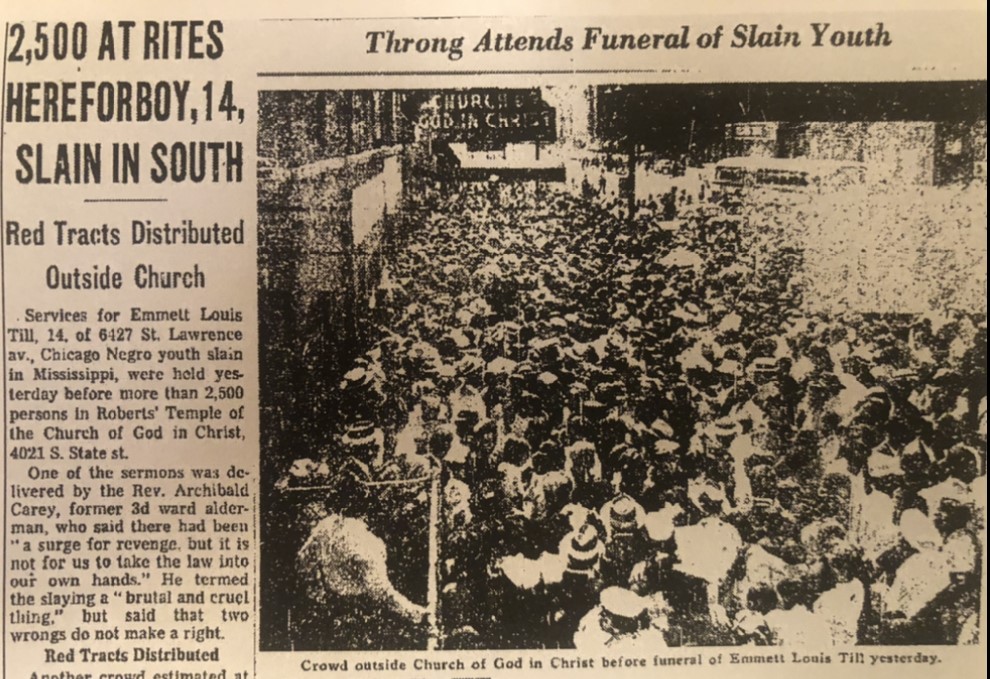 2,500 AT RITES
HERE FOR BOY, 14,
SLAIN IN SOUTH
Red Tracts Distributed
Outside Church
Services for Emmett Louis
Till, 14, of 6427 St. Lawrence
av., Chicago Negro youth slain
in Mississippi, were held yes-
terday before more than 2,500
persons in Roberts' Temple of
the Church of God in Christ,
4021 S. State st.
One of the sermons was de-
livered by the Rev. Archibald
Carey, former 3d ward alder-
man, who said there had been
"a surge for revenge, but it is
not for us to take the law into
our own hands." He termed
the slaying a "brutal and cruel
thing," but said that two
wrongs do not make a right.
Red Tracts Distributed
Another crowd estimated at
Throng Attends Funeral of Slain Youth
CHURCH OF
GOD IN CHRIST
Crowd outside Church of God in Christ before funeral of Emmett Louis Till yesterday.